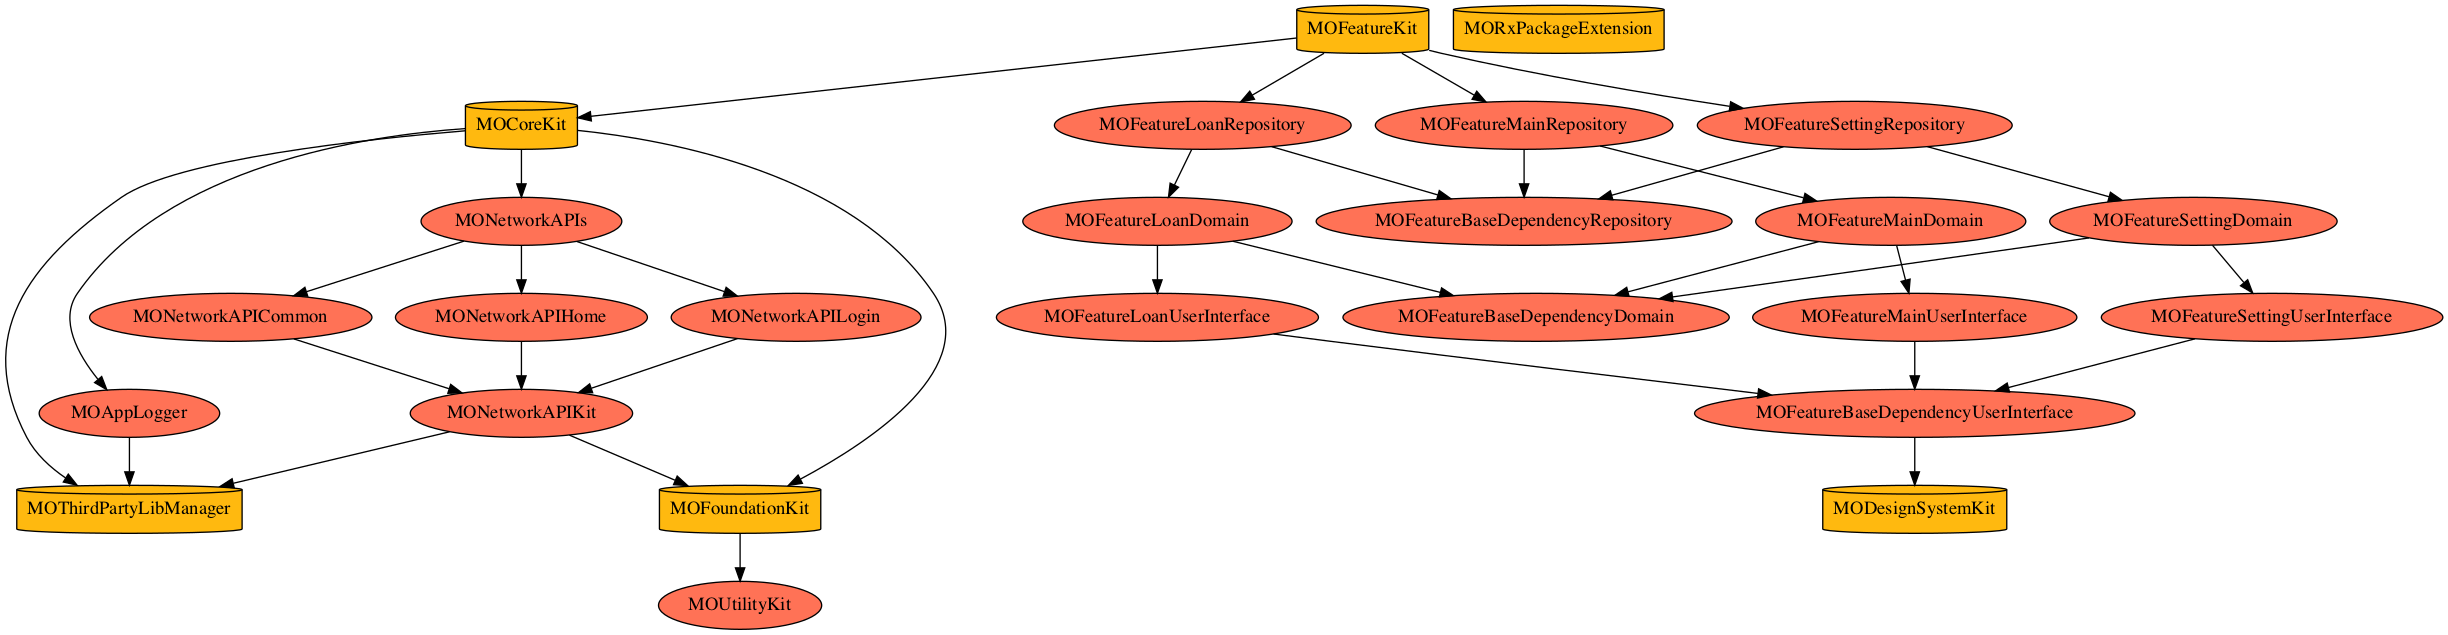 MOFeatureKit
MORxPackageExtension
MOCoreKit
MOFeatureLoanRepository
MOFeatureMainRepository
MOFeatureSettingRepository
MONetworkAPIs
MOFeatureLoanDomain
MOFeatureBaseDependencyRepository
MOFeatureMainDomain
MOFeatureSettingDomain
MONetworkAPICommon
MONetworkAPIHome
MONetworkAPILogin
MOFeatureLoanUserInterface
MOFeatureBaseDependencyDomain
MOFeatureMainUserInterface
MOFeatureSettingUserInterface
MOAppLogger
MONetworkAPIKit
MOFeatureBaseDependencyUserInterface
MOThirdPartyLibManager
MOFoundationKit
MODesignSystemKit
MOUtilityKit